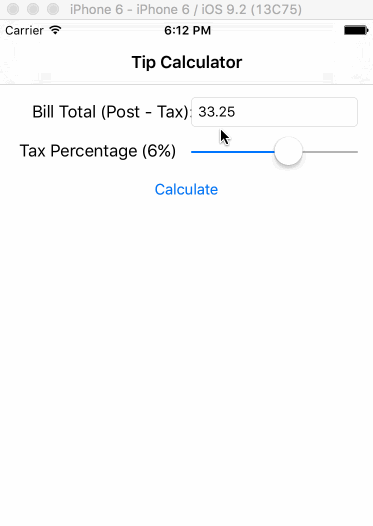 iPhone 6 - iPhone 6 / iOS 9.2 (13C75)
Carrier 6:12 PM
Tip Calculator
Bill Total (Post - Tax): 33.25
Tax Percentage (6%)
Calculate